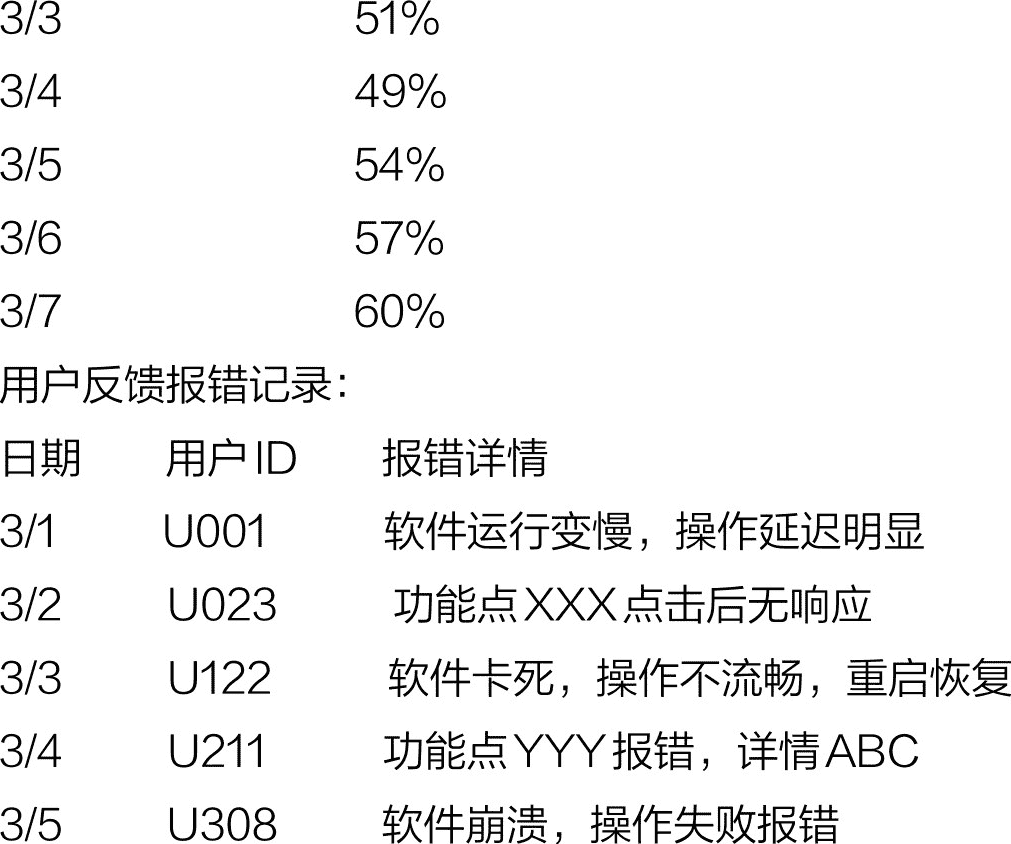 3/3 51%
3/4 49%
3/5 54%
3/6 57%
3/7 60%
用户反馈报错记录：
日期 用户ID 报错详情
3/1 U001 软件运行变慢，操作延迟明显
3/2 U023 功能点XXX点击后无响应
3/3 U122 软件卡死，操作不流畅，重启恢复
3/4 U211 功能点YYY报错，详情ABC
3/5 U308 软件崩溃，操作失败报错